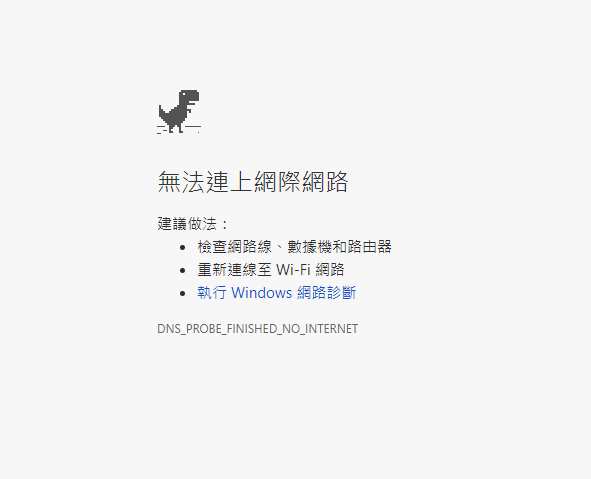 無法連上網際網路
建議做法：
檢查網路線、數據機和路由器
重新連線至 Wi-Fi 網路
執行 Windows 網路診斷
DNS_PROBE_FINISHED_NO_INTERNET